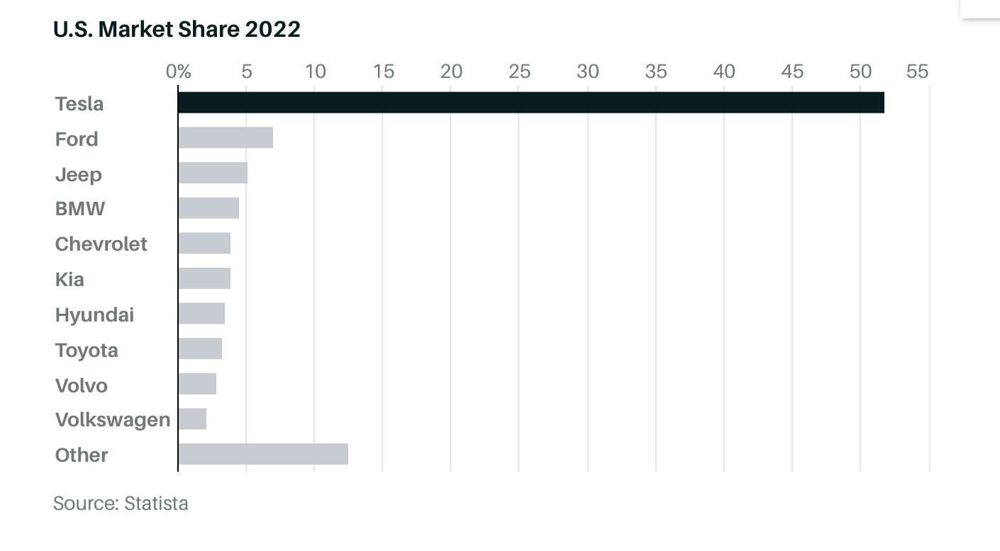 U.S. Market Share 2022
0% 5 10 15 20 25 30 35 40 45 50 55
Tesla
Ford
Jeep
BMW
Chevrolet
Kia
Hyundai
Toyota
Volvo
Volkswagen
Other
Source: Statista